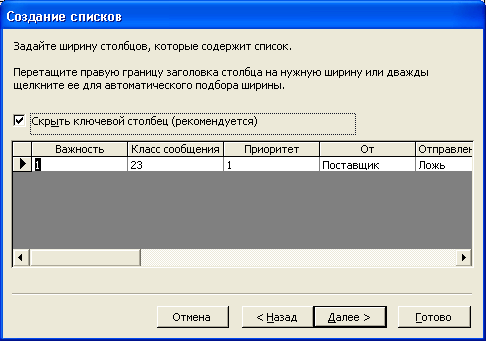 Создание списков
Задайте ширину столбцов, которые содержит список.
Перетащите правую границу заголовка столбца на нужную ширину или дважды
щелкните ее для автоматического подбора ширины.
Скрыть ключевой столбец (рекомендуется)
Важность Класс сообщения Приоритет От Отправлен
1 23 1 Поставщик Ложь
Отмена < Назад Далее > Готово